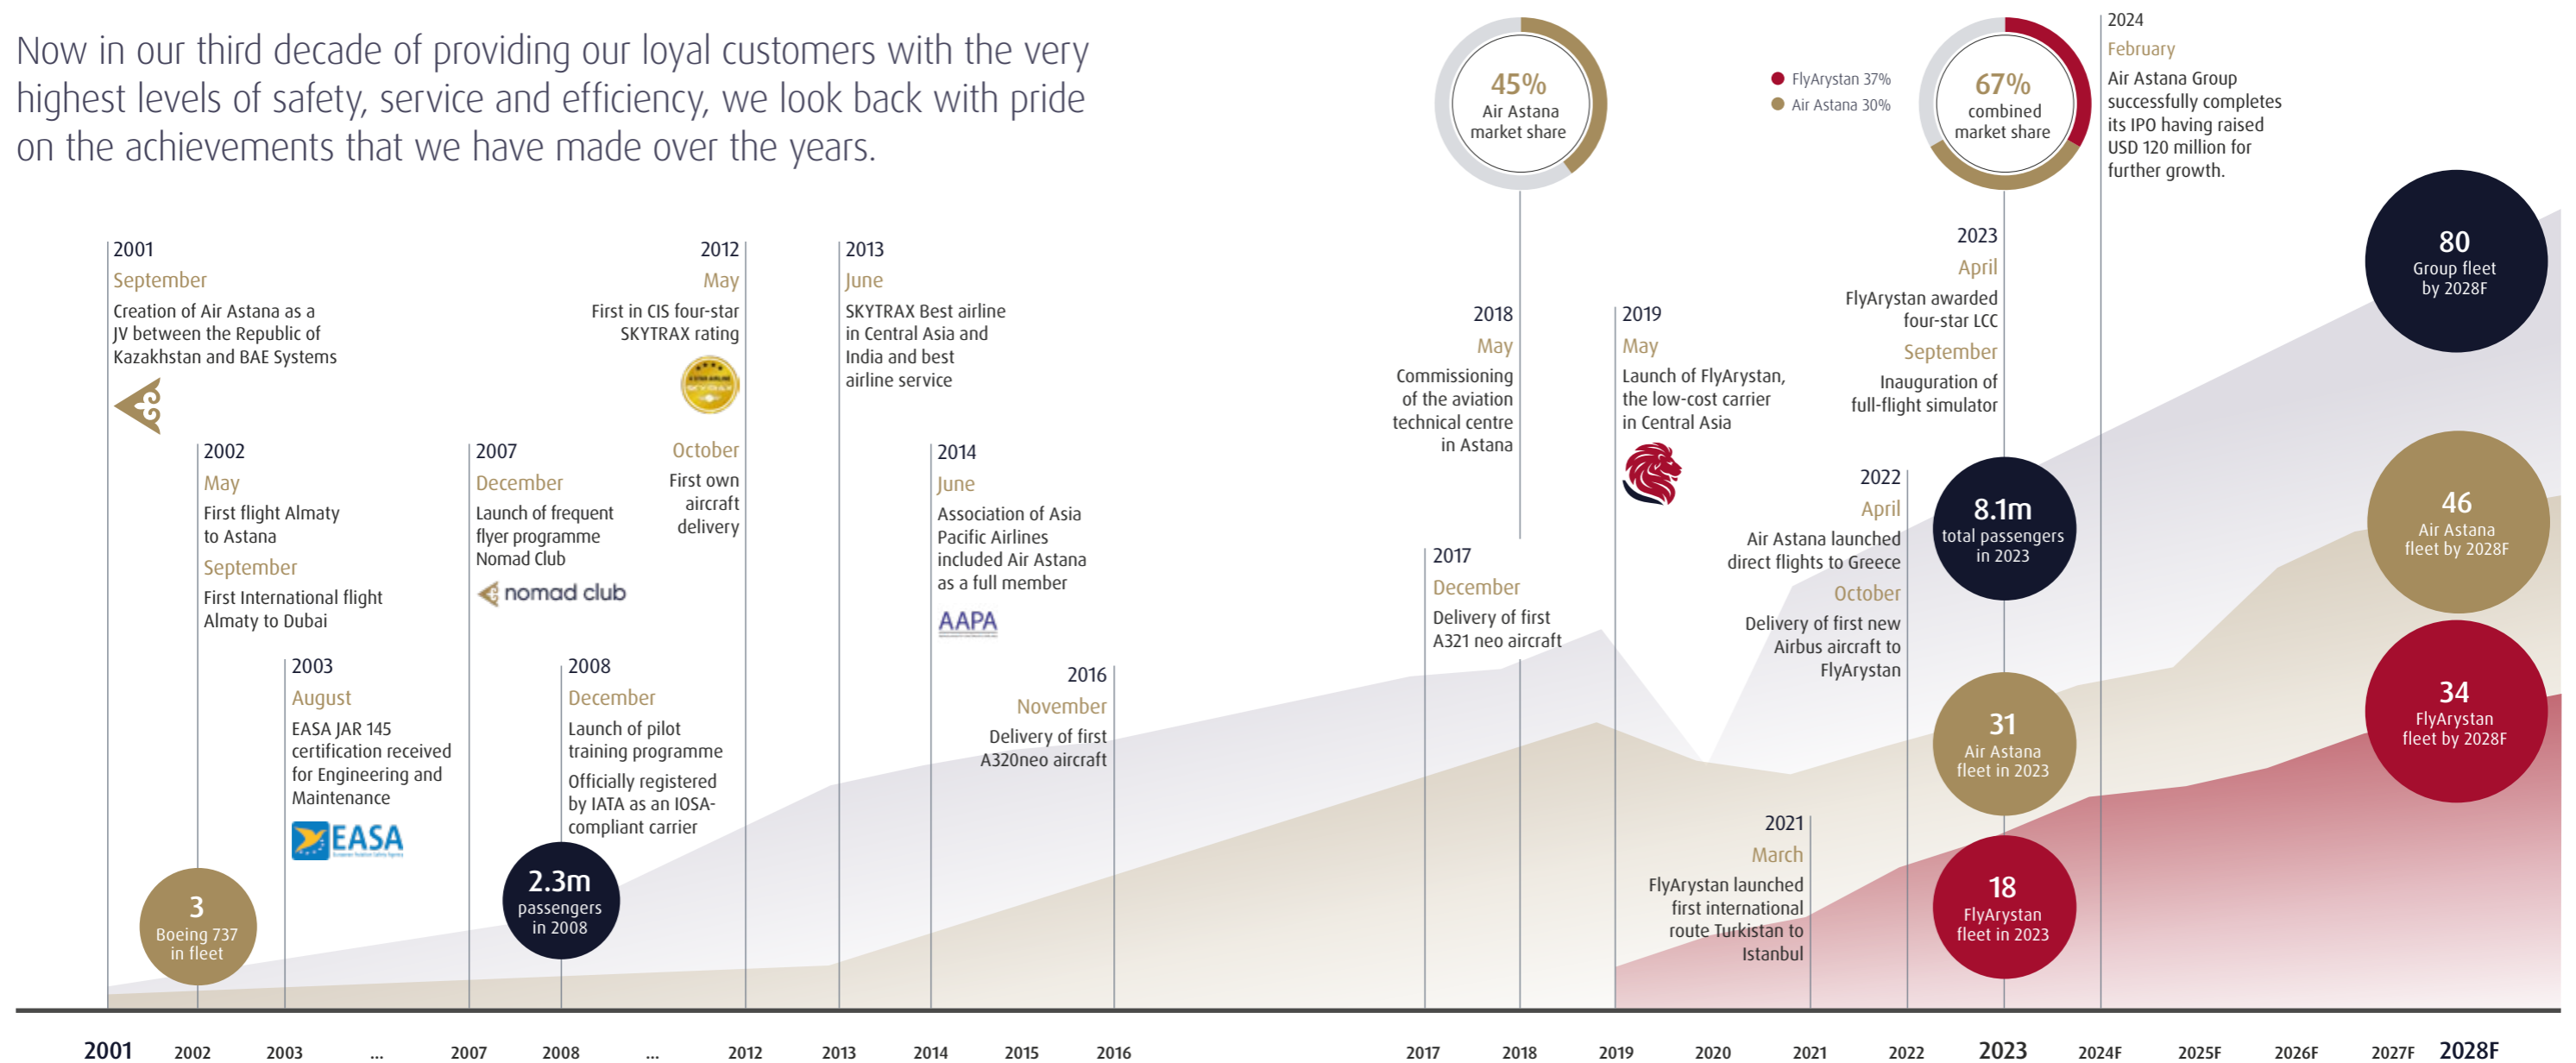 Now in our third decade of providing our loyal customers with the very
highest levels of safety, service and efficiency, we look back with pride
on the achievements that we have made over the years.
2001
September
Creation of Air Astana as a
JV between the Republic of
Kazakhstan and BAE Systems
2002
May
First flight Almaty
to Astana
September
First International flight
Almaty to Dubai
3
Boeing 737
in fleet
2003
August
EASA JAR 145
certification received
for Engineering and
Maintenance
EASA
European Aviation Safety Agency
2007
December
Launch of frequent
flyer programme
Nomad Club
nomad club
2008
December
Launch of pilot
training programme
Officially registered
by IATA as an IOSA-
compliant carrier
2.3m
passengers
in 2008
2012
May
First in CIS four-star
SKYTRAX rating
4 STAR AIRLINE
SKYTRAX
October
First own
aircraft
delivery
2013
June
SKYTRAX Best airline
in Central Asia and
India and best
airline service
2014
June
Association of Asia
Pacific Airlines
included Air Astana
as a full member
AAPA
2016
November
Delivery of first
A320neo aircraft
2017
December
Delivery of first
A321 neo aircraft
45%
Air Astana
market share
2018
May
Commissioning
of the aviation
technical centre
in Astana
2019
May
Launch of FlyArystan,
the low-cost carrier
in Central Asia
2021
March
FlyArystan launched
first international
route Turkistan to
Istanbul
2022
April
Air Astana launched
direct flights to Greece
October
Delivery of first new
Airbus aircraft to
FlyArystan
FlyArystan 37%
Air Astana 30%
67%
combined
market share
2023
April
FlyArystan awarded
four-star LCC
September
Inauguration of
full-flight simulator
8.1m
total passengers
in 2023
31
Air Astana
fleet in 2023
18
FlyArystan
fleet in 2023
2024
February
Air Astana Group
successfully completes
its IPO having raised
USD 120 million for
further growth.
80
Group fleet
by 2028F
46
Air Astana
fleet by 2028F
34
FlyArystan
fleet by 2028F
2001 2002 2003 ... 2007 2008 ... 2012 2013 2014 2015 2016 2017 2018 2019 2020 2021 2022 2023 2024F 2025F 2026F 2027F 2028F